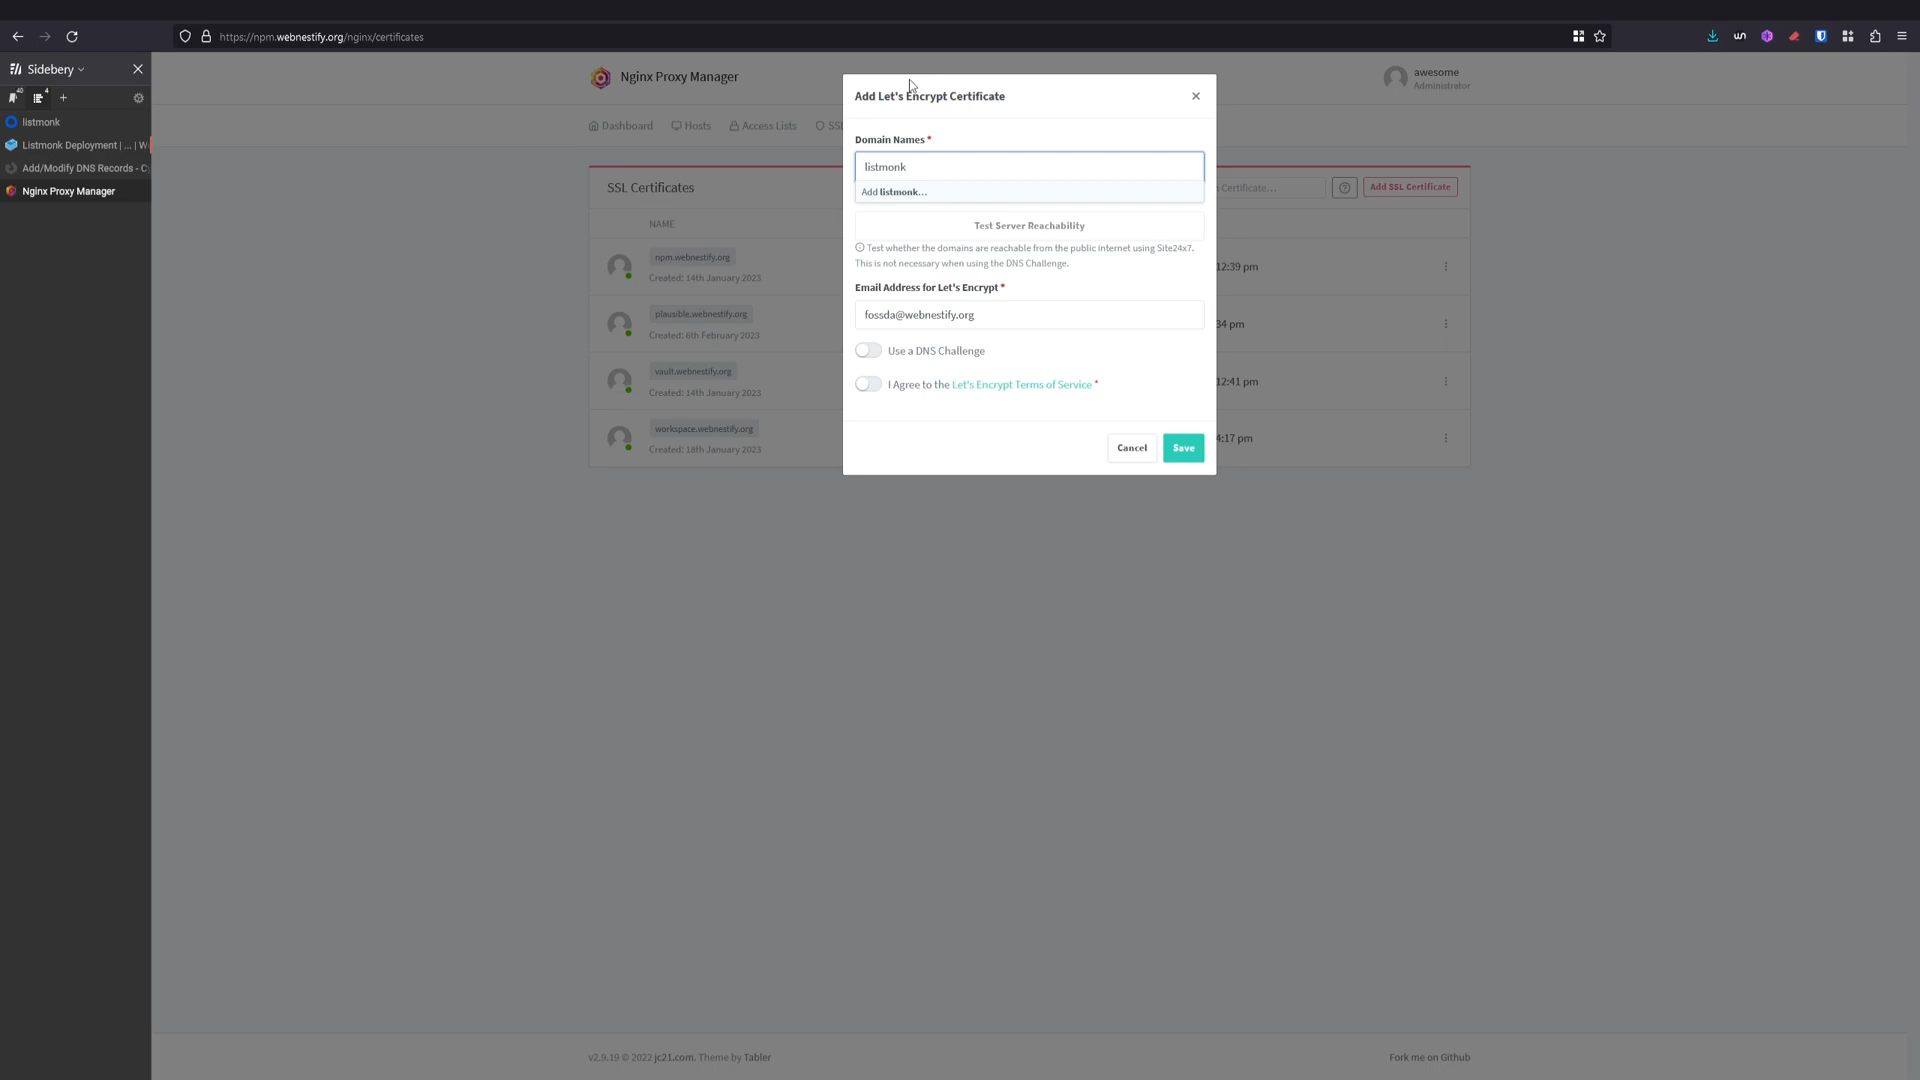 https://npm.webnestify.org/nginx/certificates
Sidebery
40
4
listmonk
Listmonk Deployment | ... | W
Add/Modify DNS Records - C
Nginx Proxy Manager
Nginx Proxy Manager
awesome
Administrator
Dashboard
Hosts
Access Lists
SSL
SSL Certificates
Certificate...
Add SSL Certificate
NAME
npm.webnestify.org
Created: 14th January 2023
12:39 pm
plausible.webnestify.org
Created: 6th February 2023
34 pm
vault.webnestify.org
Created: 14th January 2023
12:41 pm
workspace.webnestify.org
Created: 18th January 2023
4:17 pm
Add Let's Encrypt Certificate
Domain Names *
listmonk
Add listmonk...
Test Server Reachability
Test whether the domains are reachable from the public internet using Site24x7.
This is not necessary when using the DNS Challenge.
Email Address for Let's Encrypt *
fossda@webnestify.org
Use a DNS Challenge
I Agree to the Let's Encrypt Terms of Service *
Cancel
Save
v2.9.19 © 2022 jc21.com. Theme by Tabler
Fork me on Github